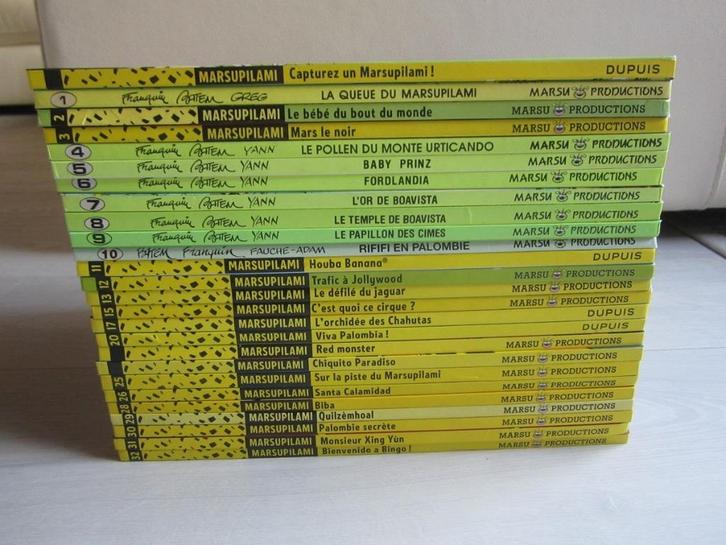 MARSUPILAMI Capturez un Marsupilami ! DUPUIS
1 Franquin BATEM GREG LA QUEUE DU MARSUPILAMI MARSU PRODUCTIONS
2 MARSUPILAMI Le bébé du bout du monde MARSU PRODUCTIONS
3 MARSUPILAMI Mars le noir MARSU PRODUCTIONS
4 Franquin BATEM YANN LE POLLEN DU MONTE URTICANDO MARSU PRODUCTIONS
5 Franquin BATEM YANN BABY PRINZ MARSU PRODUCTIONS
6 Franquin BATEM YANN FORDLANDIA MARSU PRODUCTIONS
7 Franquin BATEM YANN L'OR DE BOAVISTA MARSU PRODUCTIONS
8 Franquin BATEM YANN LE TEMPLE DE BOAVISTA MARSU PRODUCTIONS
9 Franquin BATEM YANN LE PAPILLON DES CIMES MARSU PRODUCTIONS
10 BATEM Franquin FAUCHE-ADAM RIFIFI EN PALOMBIE MARSU PRODUCTIONS
11 MARSUPILAMI Houba Banana® DUPUIS
12 MARSUPILAMI Trafic à Jollywood MARSU PRODUCTIONS
13 MARSUPILAMI Le défilé du jaguar MARSU PRODUCTIONS
15 MARSUPILAMI C'est quoi ce cirque ? MARSU PRODUCTIONS
17 MARSUPILAMI L'orchidée des Chahutas DUPUIS
20 MARSUPILAMI Viva Palombia ! DUPUIS
MARSUPILAMI Red monster MARSU PRODUCTIONS
MARSUPILAMI Chiquito Paradiso MARSU PRODUCTIONS
25 MARSUPILAMI Sur la piste du Marsupilami MARSU PRODUCTIONS
26 MARSUPILAMI Santa Calamidad MARSU PRODUCTIONS
28 MARSUPILAMI Biba MARSU PRODUCTIONS
29 MARSUPILAMI Quilzèmhoal MARSU PRODUCTIONS
30 MARSUPILAMI Palombie secrète MARSU PRODUCTIONS
31 MARSUPILAMI Monsieur Xing Yùn MARSU PRODUCTIONS
32 MARSUPILAMI Bienvenido a Bingo ! MARSU PRODUCTIONS